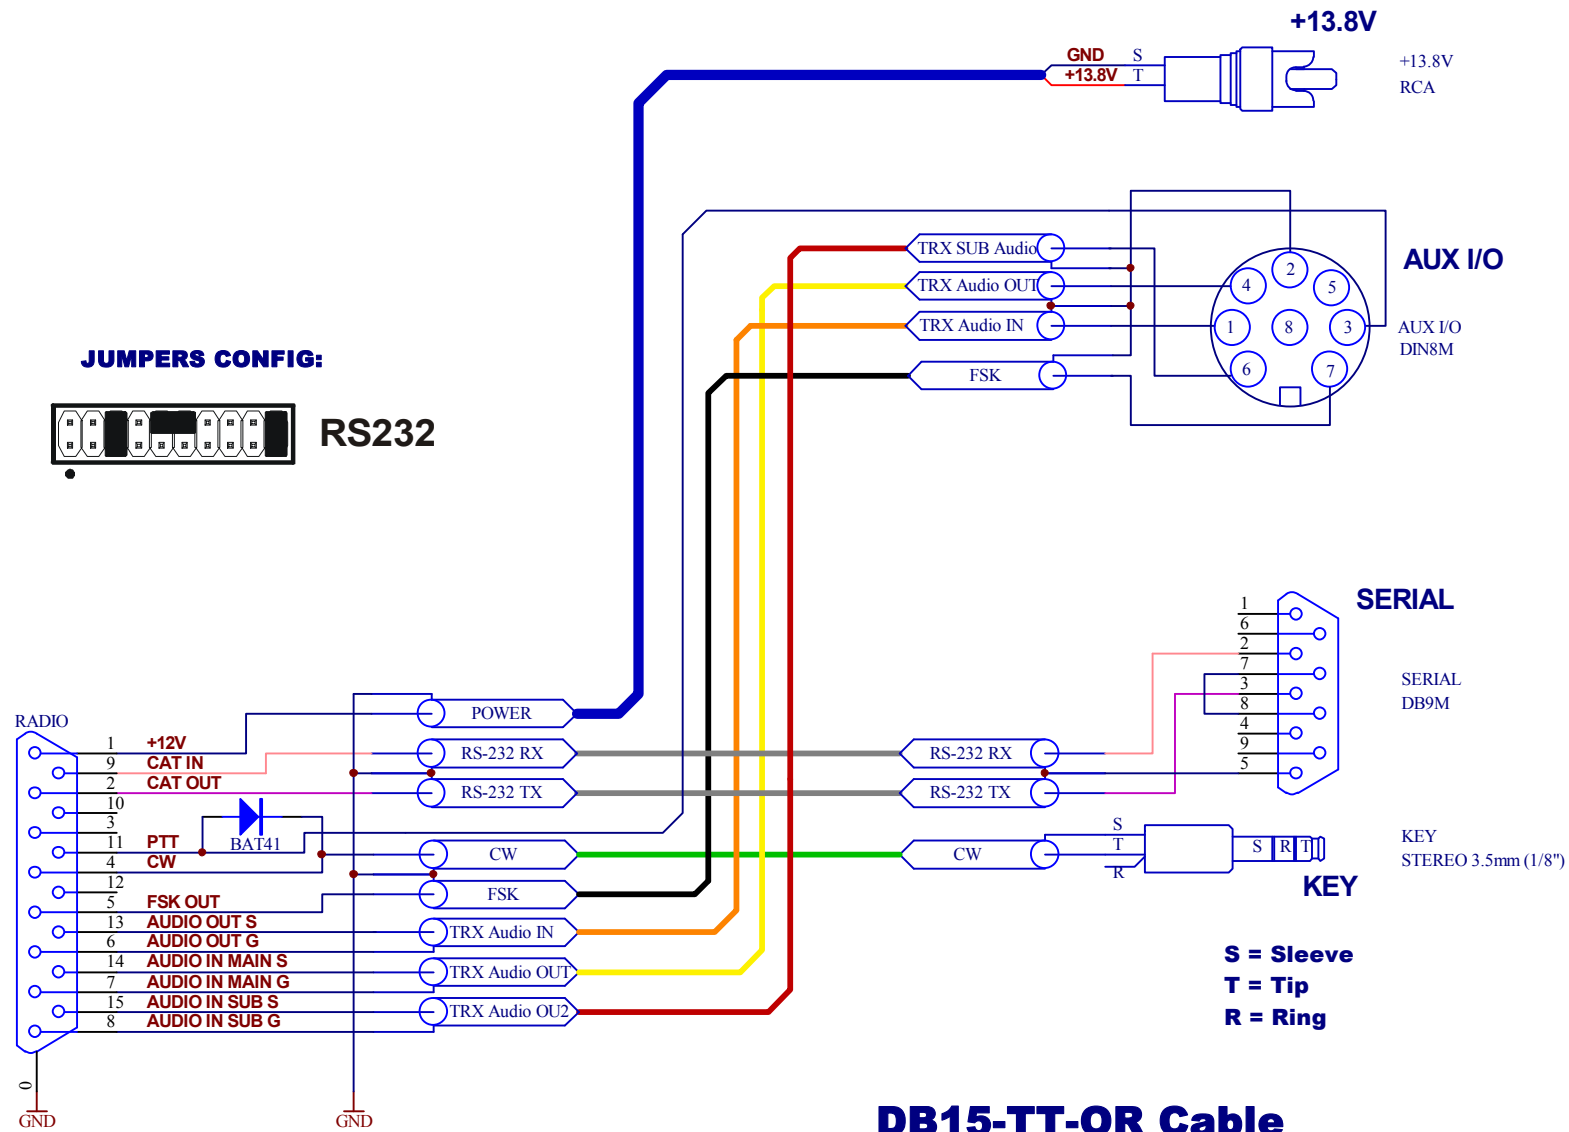 +13.8V
GND S
+13.8V T
+13.8V
RCA
TRX SUB Audio
TRX Audio OUT
TRX Audio IN
FSK
2
4
5
1
8
3
6
7
AUX I/O
AUX I/O
DIN8M
JUMPERS CONFIG:
RS232
SERIAL
1
6
2
7
3
8
4
9
5
SERIAL
DB9M
RADIO
1 +12V
9 CAT IN
2 CAT OUT
10
3
11 PTT
4 CW
12
5 FSK OUT
13 AUDIO OUT S
6 AUDIO OUT G
14 AUDIO IN MAIN S
7 AUDIO IN MAIN G
15 AUDIO IN SUB S
8 AUDIO IN SUB G
BAT41
POWER
RS-232 RX
RS-232 TX
CW
FSK
TRX Audio IN
TRX Audio OUT
TRX Audio OU2
RS-232 RX
RS-232 TX
CW
S
T
R
S R T
KEY
KEY
STEREO 3.5mm (1/8")
S = Sleeve
T = Tip
R = Ring
0
GND
GND
DB15-TT-OR Cable